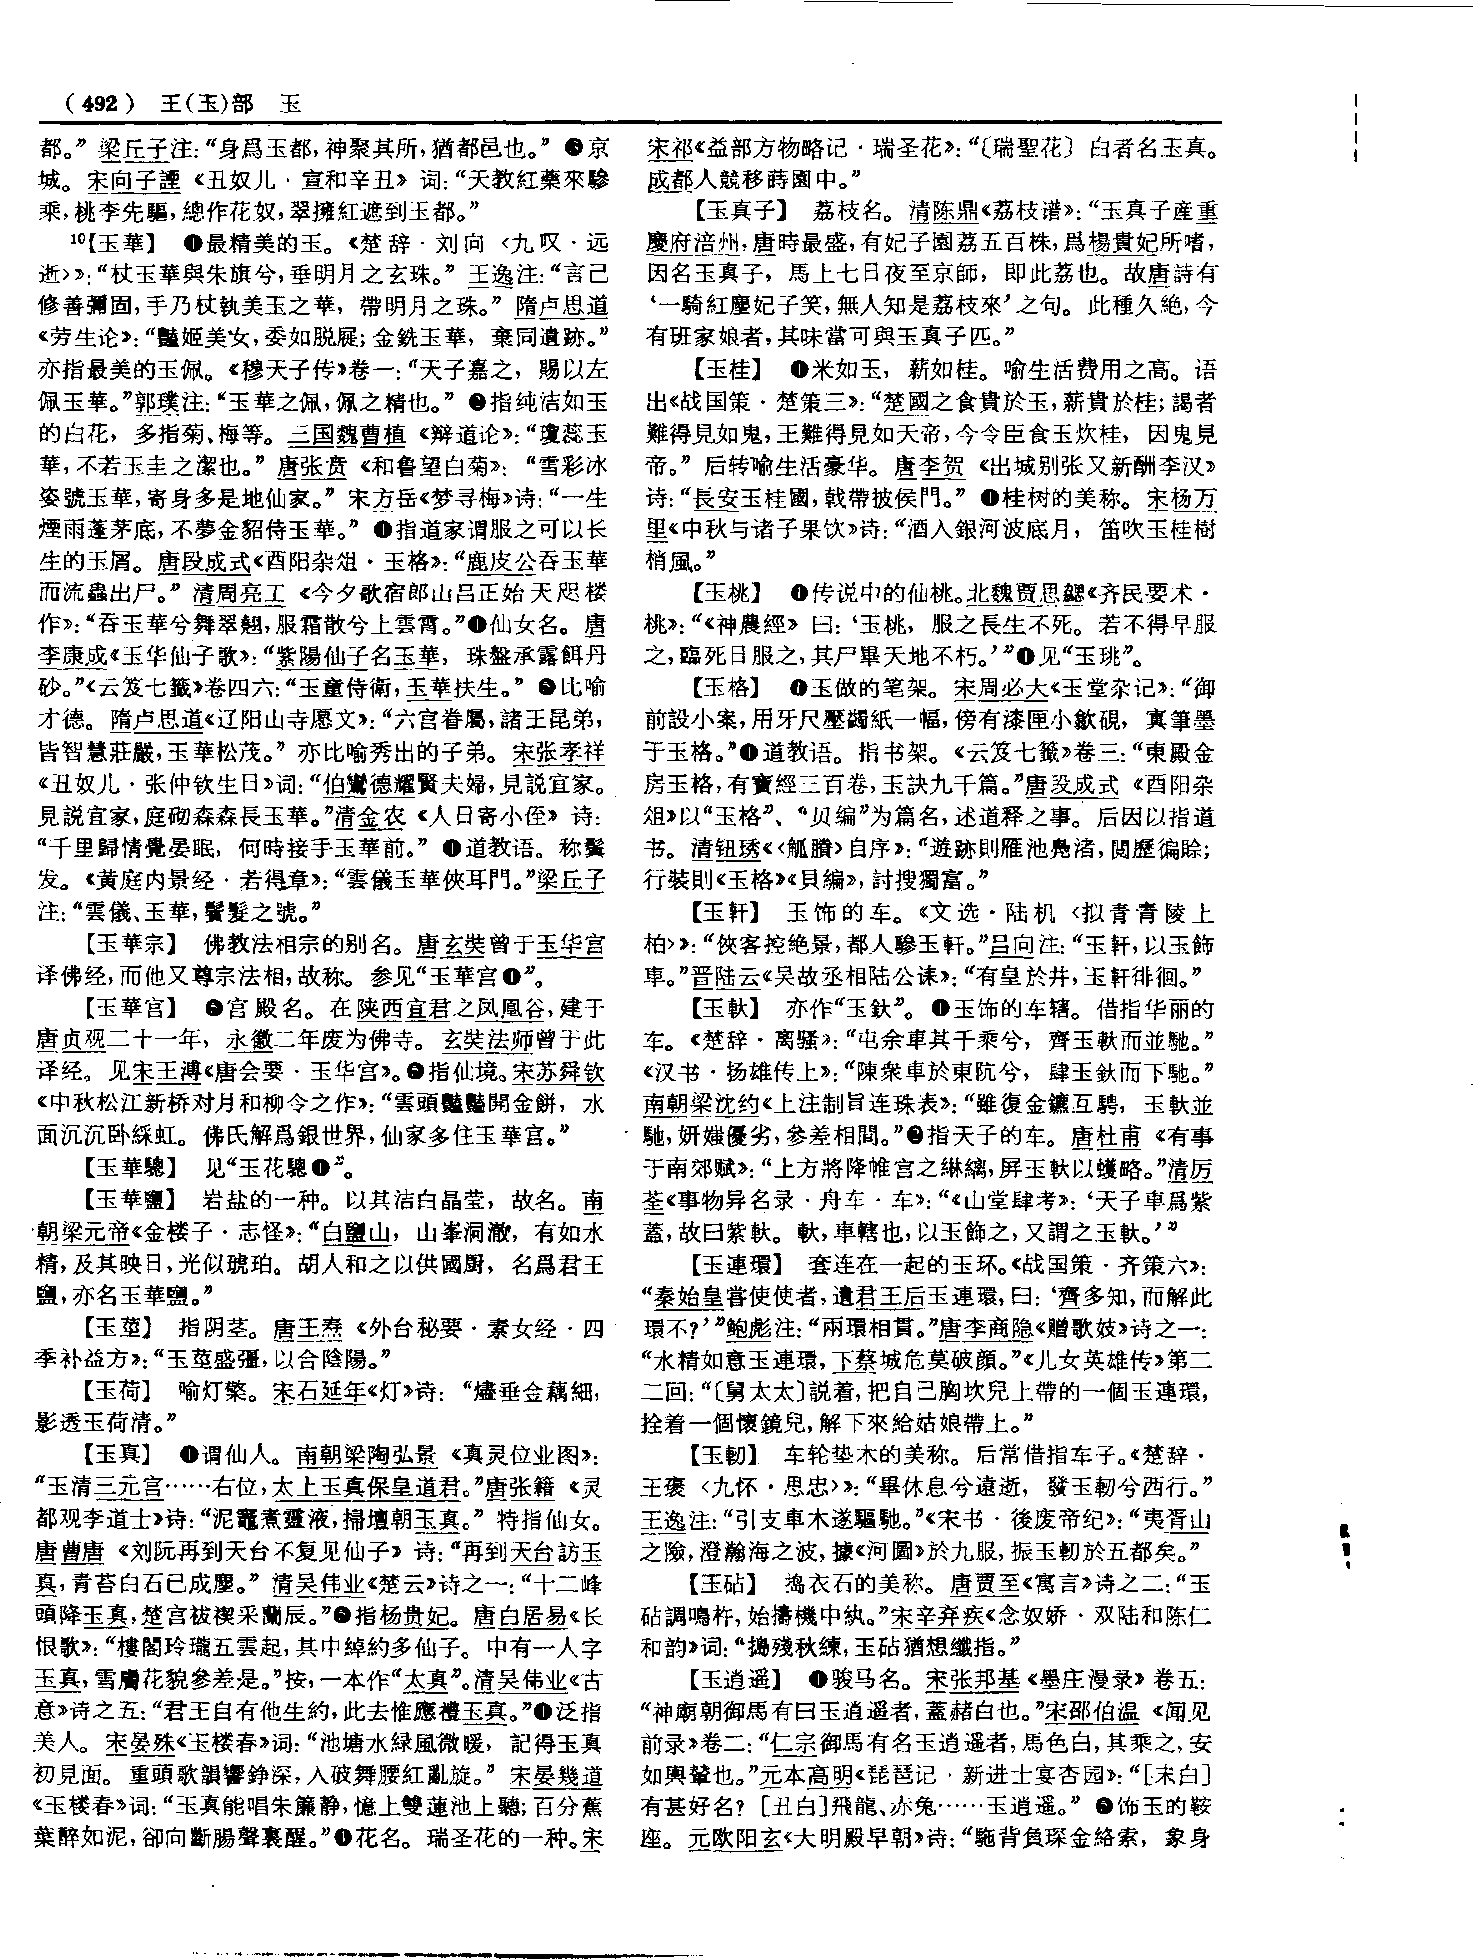 （492） 王(玉)部 玉
都。”梁丘子注：“身爲玉都，神聚其所，猶都邑也。”❷京
城。宋向子諲《丑奴儿·宣和辛丑》词：“天教紅藥來驂
乘，桃李先驅，總作花奴，翠擁紅遮到玉都。”
10【玉華】 ❶最精美的玉。《楚辞·刘向〈九叹·远
逝〉》：“杖玉華與朱旗兮，垂明月之玄珠。”王逸注：“言己
修善彌固，手乃杖執美玉之華，帶明月之珠。”隋卢思道
《劳生论》：“豔姬美女，委如脱屣；金銑玉華，棄同遺跡。”
亦指最美的玉佩。《穆天子传》卷一：“天子嘉之，賜以左
佩玉華。”郭璞注：“玉華之佩，佩之精也。”❷指纯洁如玉
的白花，多指菊、梅等。三国魏曹植《辩道论》：“瓊蕊玉
華，不若玉圭之潔也。”唐张贲《和鲁望白菊》：“雪彩冰
姿號玉華，寄身多是地仙家。”宋方岳《梦寻梅》诗：“一生
煙雨蓬茅底，不夢金貂侍玉華。”❸指道家谓服之可以长
生的玉屑。唐段成式《酉阳杂俎·玉格》：“鹿皮公吞玉華
而流蟲出尸。”清周亮工《今夕歌宿郎山吕正始天咫楼
作》：“吞玉華兮舞翠翹，服霜散兮上雲霄。”❹仙女名。唐
李康成《玉华仙子歌》：“紫陽仙子名玉華，珠盤承露餌丹
砂。”《云笈七籤》卷四六：“玉童侍衛，玉華扶生。”❺比喻
才德。隋卢思道《辽阳山寺愿文》：“六宫眷屬，諸王昆弟，
皆智慧莊嚴，玉華松茂。”亦比喻秀出的子弟。宋张孝祥
《丑奴儿·张仲钦生日》词：“伯鸞德耀賢夫婦，見説宜家。
見説宜家，庭砌森森長玉華。”清金农《人日寄小侄》诗：
“千里歸情覺晏眠，何時接手玉華前。”❻道教语。称鬢
发。《黄庭内景经·若得章》：“雲儀玉華俠耳門。”梁丘子
注：“雲儀、玉華，鬢髮之號。”
【玉華宗】 佛教法相宗的别名。唐玄奘曾于玉华宫
译佛经，而他又尊宗法相，故称。参见“玉華宫❶”。
【玉華宫】 ❶宫殿名。在陕西宜君之凤凰谷，建于
唐贞观二十一年，永徽二年废为佛寺。玄奘法师曾于此
译经。见宋王溥《唐会要·玉华宫》。❷指仙境。宋苏舜钦
《中秋松江新桥对月和柳令之作》：“雲頭豔豔開金餅，水
面沉沉卧綵虹。佛氏解爲銀世界，仙家多住玉華宫。”
【玉華驄】 见“玉花驄❶”。
【玉華鹽】 岩盐的一种。以其洁白晶莹，故名。南
朝梁元帝《金楼子·志怪》：“白鹽山，山峯洞澈，有如水
精，及其映日，光似琥珀。胡人和之以供國厨，名爲君王
鹽，亦名玉華鹽。”
【玉莖】 指阴茎。唐王焘《外台秘要·素女经·四
季补益方》：“玉莖盛彊，以合陰陽。”
【玉荷】 喻灯檠。宋石延年《灯》诗：“燼垂金藕細，
影透玉荷清。”
【玉真】 ❶谓仙人。南朝梁陶弘景《真灵位业图》：
“玉清三元宫……右位，太上玉真保皇道君。”唐张籍《灵
都观李道士》诗：“泥竈煮靈液，掃壇朝玉真。”特指仙女。
唐曹唐《刘阮再到天台不复见仙子》诗：“再到天台訪玉
真，青苔白石已成塵。”清吴伟业《楚云》诗之一：“十二峰
頭降玉真，楚宫祓禊采蘭辰。”❷指杨贵妃。唐白居易《长
恨歌》：“樓閣玲瓏五雲起，其中綽約多仙子。中有一人字
玉真，雪膚花貌參差是。”按，一本作“太真”。清吴伟业《古
意》诗之五：“君王自有他生約，此去惟應禮玉真。”❸泛指
美人。宋晏殊《玉楼春》词：“池塘水緑風微暖，記得玉真
初見面。重頭歌韻響錚深，入破舞腰紅亂旋。”宋晏幾道
《玉楼春》词：“玉真能唱朱簾静，憶上雙蓮池上聽；百分蕉
葉醉如泥，卻向斷腸聲裏醒。”❹花名。瑞圣花的一种。宋
宋祁《益部方物略记·瑞圣花》：“〔瑞聖花〕白者名玉真。
成都人競移蒔園中。”
【玉真子】 荔枝名。清陈鼎《荔枝谱》：“玉真子産重
慶府涪州，唐時最盛，有妃子園荔五百株，爲楊貴妃所嗜，
因名玉真子，馬上七日夜至京師，即此荔也。故唐詩有
‘一騎紅塵妃子笑，無人知是荔枝來’之句。此種久絶，今
有班家娘者，其味當可與玉真子匹。”
【玉桂】 ❶米如玉，薪如桂。喻生活费用之高。语
出《战国策·楚策三》：“楚國之食貴於玉，薪貴於桂；謁者
難得見如鬼，王難得見如天帝，今令臣食玉炊桂，因鬼見
帝。”后转喻生活豪华。唐李贺《出城别张又新酬李汉》
诗：“長安玉桂國，戟帶披侯門。”❷桂树的美称。宋杨万
里《中秋与诸子果饮》诗：“酒入銀河波底月，笛吹玉桂樹
梢風。”
【玉桃】 ❶传说中的仙桃。北魏贾思勰《齐民要术·
桃》：“《神農經》曰：‘玉桃，服之長生不死。若不得早服
之，臨死日服之，其尸畢天地不朽。’”❷见“玉珧”。
【玉格】 ❶玉做的笔架。宋周必大《玉堂杂记》：“御
前設小案，用牙尺壓蠲紙一幅，傍有漆匣小歙硯，寘筆墨
于玉格。”❷道教语。指书架。《云笈七籤》卷三：“東殿金
房玉格，有寶經三百卷，玉訣九千篇。”唐段成式《酉阳杂
俎》以“玉格”、“贝编”为篇名，述道释之事。后因以指道
书。清钮琇《〈觚賸〉自序》：“遊跡則雁池鳧渚，閲歷徧賒；
行裝則《玉格》《貝編》，討搜獨富。”
【玉軒】 玉饰的车。《文选·陆机〈拟青青陵上
柏〉》：“俠客控絶景，都人驂玉軒。”吕向注：“玉軒，以玉飾
車。”晋陆云《吴故丞相陆公诔》：“有皇於井，玉軒徘徊。”
【玉軑】 亦作“玉釱”。❶玉饰的车辖。借指华丽的
车。《楚辞·离骚》：“屯余車其千乘兮，齊玉軑而並馳。”
《汉书·扬雄传上》：“陳衆車於東阬兮，肆玉釱而下馳。”
南朝梁沈约《上注制旨连珠表》：“雖復金鑣互騁，玉軑並
馳，妍媸優劣，參差相間。”❷指天子的车。唐杜甫《有事
于南郊赋》：“上方將降帷宫之綝縭，屏玉軑以蠖略。”清厉
荃《事物异名录·舟车·车》：“《山堂肆考》：‘天子車爲紫
蓋，故曰紫軑。軑，車轄也，以玉飾之，又謂之玉軑。’”
【玉連環】 套连在一起的玉环。《战国策·齐策六》：
“秦始皇嘗使使者，遺君王后玉連環，曰：‘齊多知，而解此
環不？’”鲍彪注：“兩環相貫。”唐李商隐《赠歌妓》诗之一：
“水精如意玉連環，下蔡城危莫破顔。”《儿女英雄传》第二
二回：“〔舅太太〕説着，把自己胸坎兒上帶的一個玉連環，
拴着一個懷鏡兒，解下來給姑娘帶上。”
【玉軔】 车轮垫木的美称。后常借指车子。《楚辞·
王褒〈九怀·思忠〉》：“畢休息兮遠逝，發玉軔兮西行。”
王逸注：“引支車木遂驅馳。”《宋书·後废帝纪》：“夷胥山
之險，澄瀚海之波，據《河圖》於九服，振玉軔於五都矣。”
【玉砧】 捣衣石的美称。唐贾至《寓言》诗之二：“玉
砧調鳴杵，始擣機中紈。”宋辛弃疾《念奴娇·双陆和陈仁
和韵》词：“搗殘秋練，玉砧猶想纖指。”
【玉逍遥】 ❶骏马名。宋张邦基《墨庄漫录》卷五：
“神廟朝御馬有曰玉逍遥者，蓋赭白也。”宋邵伯温《闻见
前录》卷二：“仁宗御馬有名玉逍遥者，馬色白，其乘之，安
如輿輦也。”元本高明《琵琶记·新进士宴杏园》：“[末白]
有甚好名？[丑白]飛龍、赤兔……玉逍遥。”❷饰玉的鞍
座。元欧阳玄《大明殿早朝》诗：“馳背負琛金絡索，象身